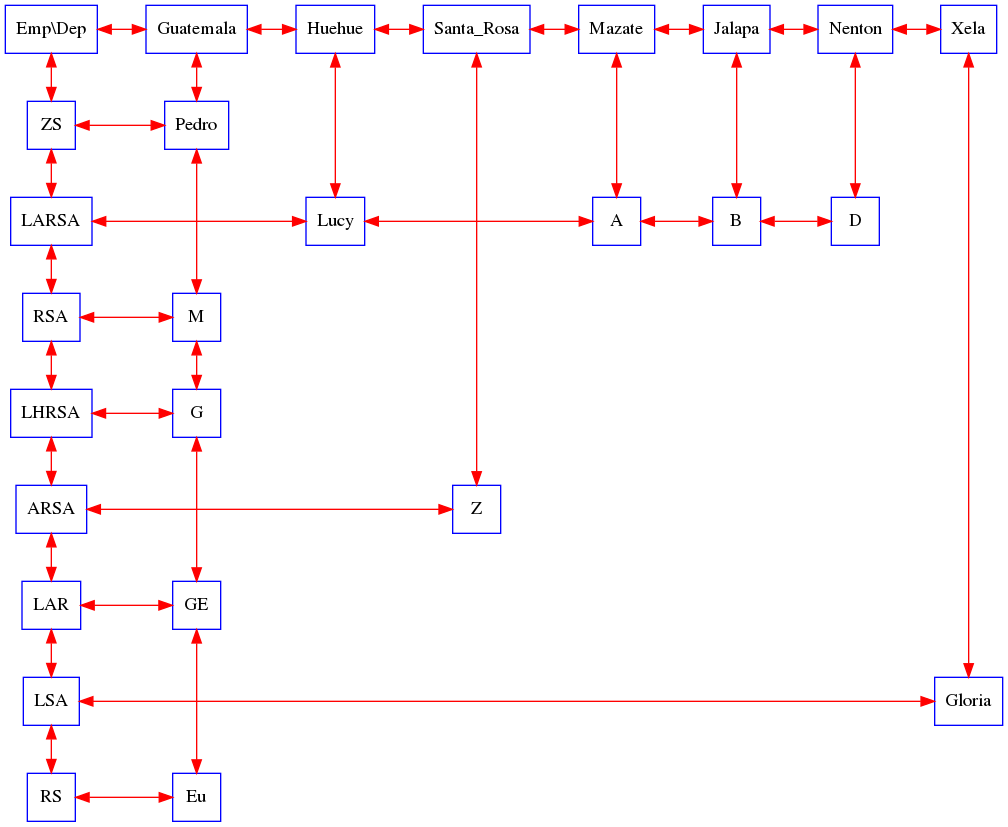 Emp\Dep Guatemala Huehue Santa_Rosa Mazate Jalapa Nenton Xela
ZS Pedro
LARSA Lucy A B D
RSA M
LHRSA G
ARSA Z
LAR GE
LSA Gloria
RS Eu